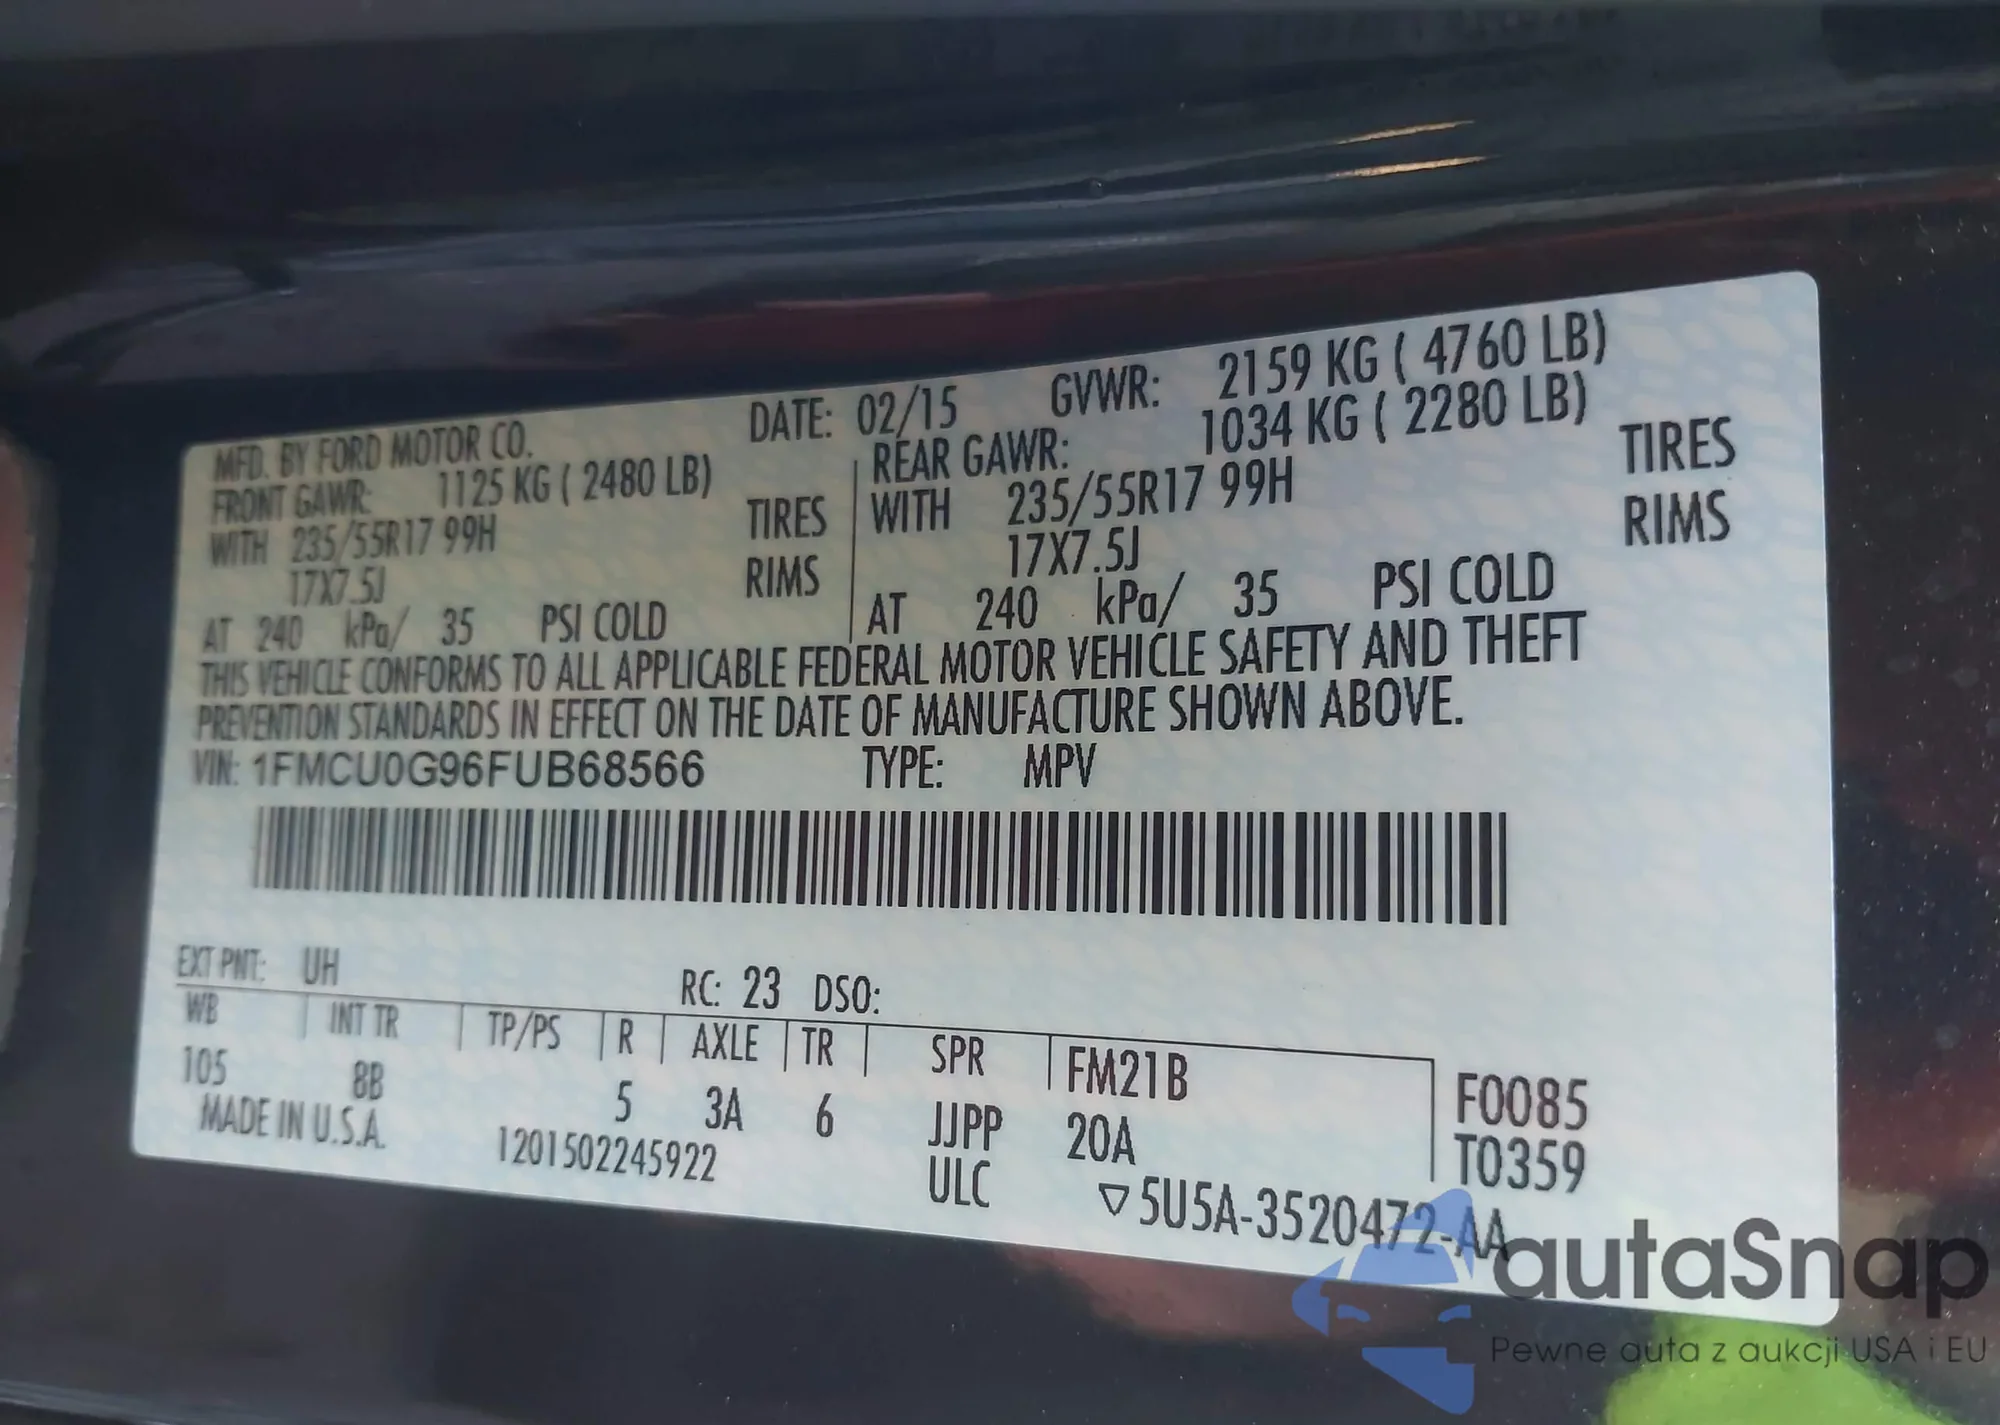 MFD. BY FORD MOTOR CO. DATE: 02/15 GVWR: 2159 KG ( 4760 LB)
FRONT GAWR: 1125 KG ( 2480 LB) REAR GAWR: 1034 KG ( 2280 LB)
WITH 235/55R17 99H TIRES WITH 235/55R17 99H TIRES
17X7.5J RIMS 17X7.5J RIMS
AT 240 kPa/ 35 PSI COLD AT 240 kPa/ 35 PSI COLD
THIS VEHICLE CONFORMS TO ALL APPLICABLE FEDERAL MOTOR VEHICLE SAFETY AND THEFT
PREVENTION STANDARDS IN EFFECT ON THE DATE OF MANUFACTURE SHOWN ABOVE.
VIN: 1FMCU0G96FUB68566 TYPE: MPV
EXT PNT: UH RC: 23 DSO:
WB INT TR TP/PS R AXLE TR SPR FM21B F0085
105 8B 5 3A 6 JJPP 20A T0359
MADE IN U.S.A. 1201502245922 ULC ▽5U5A-3520472-AA
autaSnap
Pewne auta z aukcji USA i EU